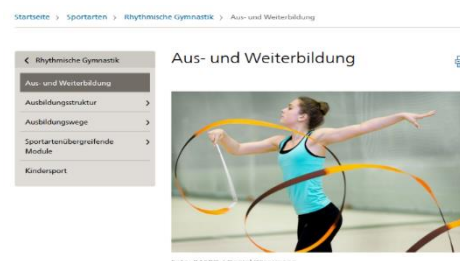 Startseite > Sportarten > Rhythmische Gymnastik > Aus- und Weiterbildung
Rhythmische Gymnastik
Aus- und Weiterbildung
Ausbildungsstruktur
Ausbildungswege
Sportartenübergreifende
Module
Kindersport
Aus- und Weiterbildung